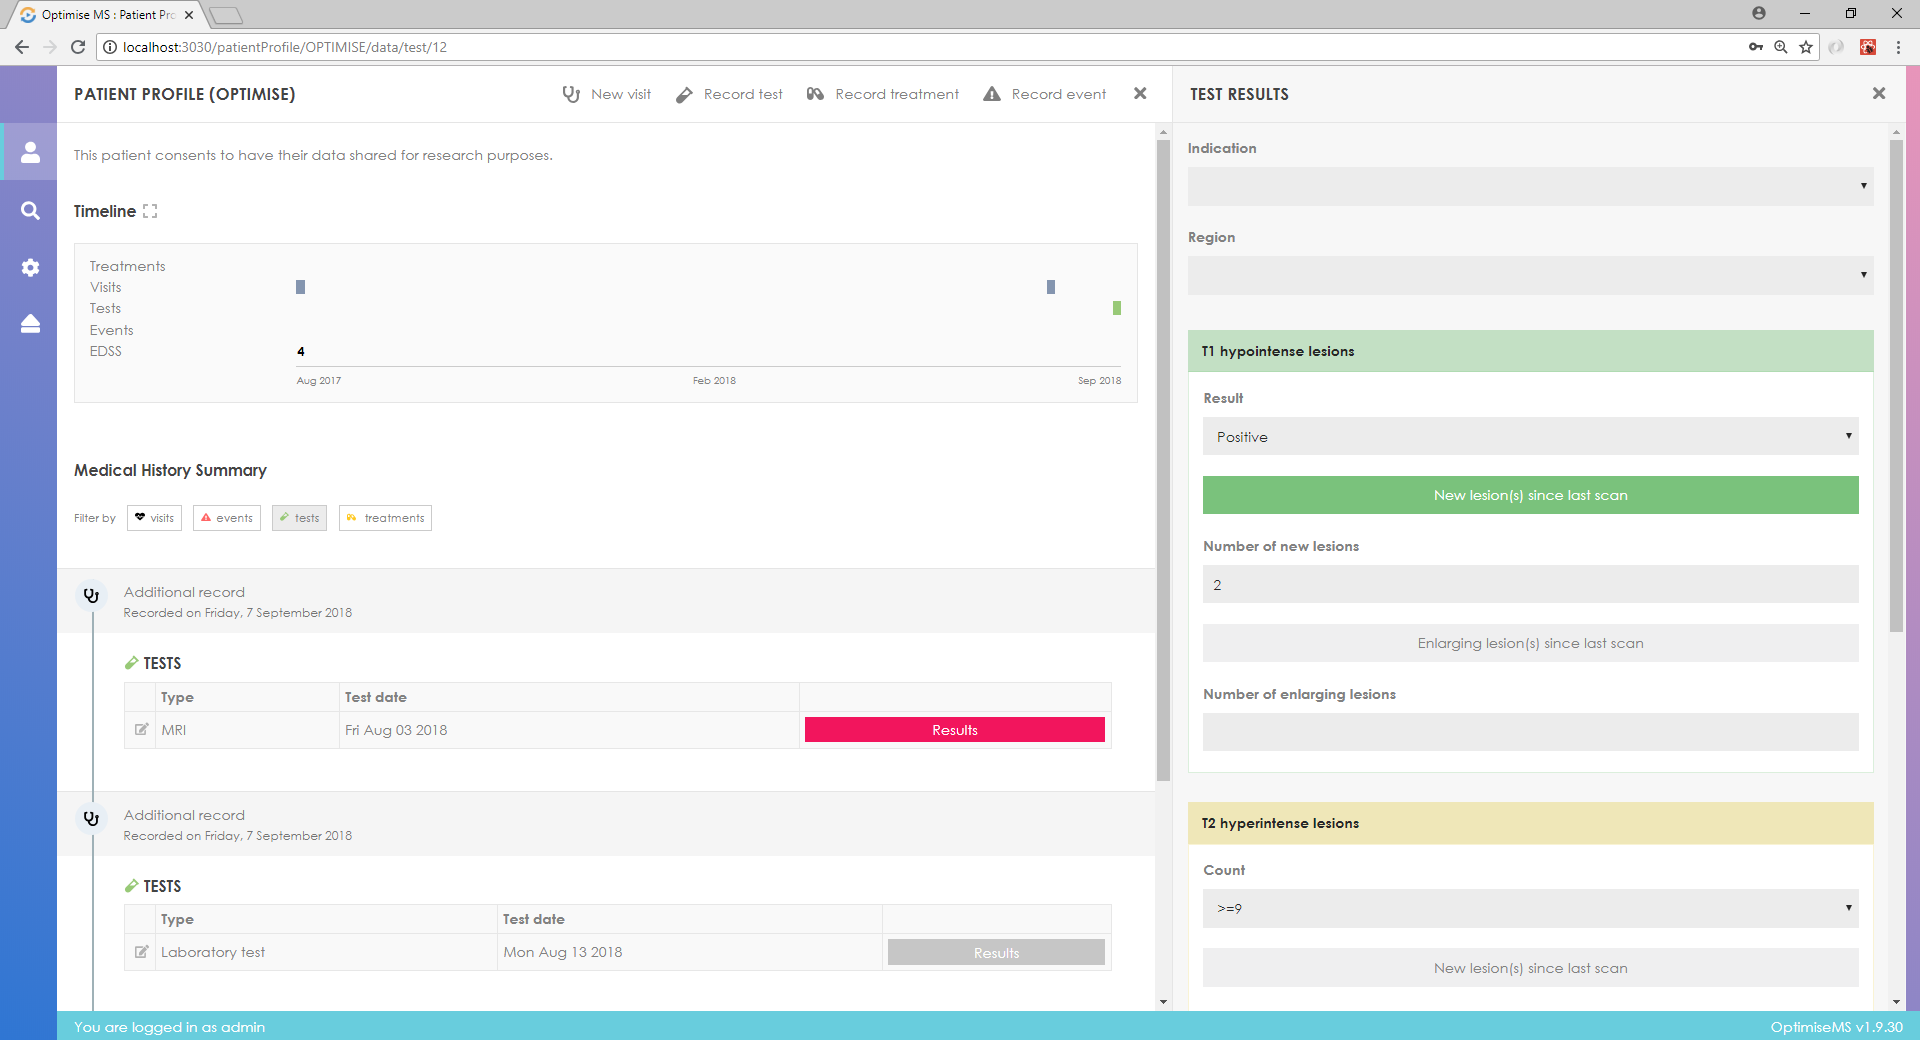 Optimise MS : Patient Pro
localhost:3030/patientProfile/OPTIMISE/data/test/12
PATIENT PROFILE (OPTIMISE)
New visit
Record test
Record treatment
Record event
This patient consents to have their data shared for research purposes.
Timeline
Treatments
Visits
Tests
Events
EDSS
4
Aug 2017
Feb 2018
Sep 2018
Medical History Summary
Filter by
visits
events
tests
treatments
Additional record
Recorded on Friday, 7 September 2018
TESTS
Type
Test date
MRI
Fri Aug 03 2018
Results
Additional record
Recorded on Friday, 7 September 2018
TESTS
Type
Test date
Laboratory test
Mon Aug 13 2018
Results
TEST RESULTS
Indication
Region
T1 hypointense lesions
Result
Positive
New lesion(s) since last scan
Number of new lesions
2
Enlarging lesion(s) since last scan
Number of enlarging lesions
T2 hyperintense lesions
Count
>=9
New lesion(s) since last scan
You are logged in as admin
OptimiseMS v1.9.30